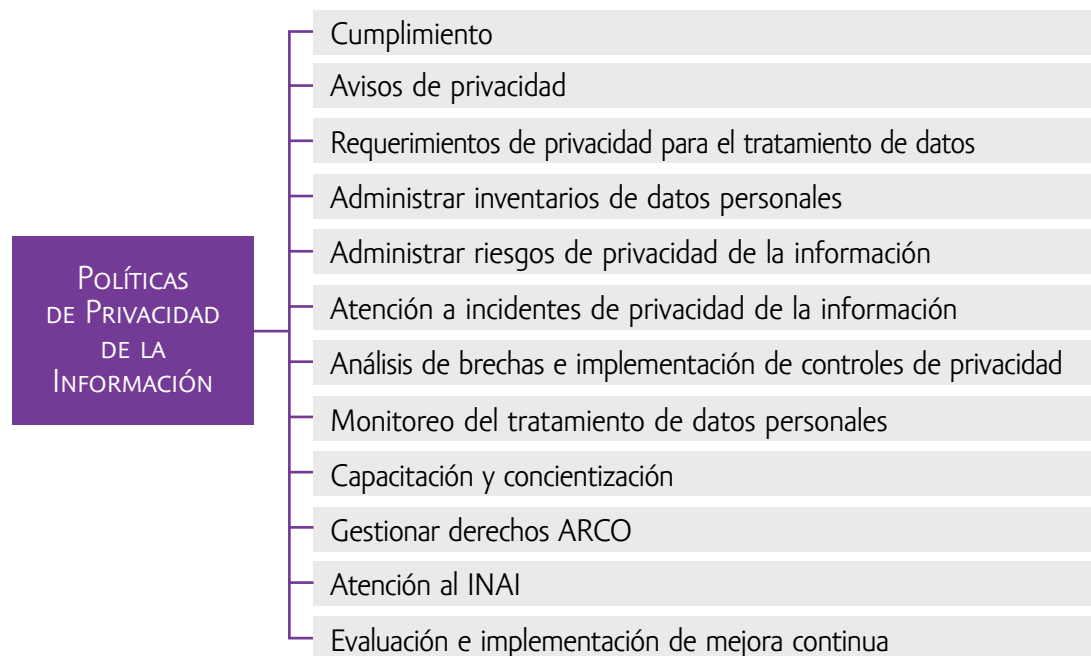 Políticas
de Privacidad
de la
Información
Cumplimiento
Avisos de privacidad
Requerimientos de privacidad para el tratamiento de datos
Administrar inventarios de datos personales
Administrar riesgos de privacidad de la información
Atención a incidentes de privacidad de la información
Análisis de brechas e implementación de controles de privacidad
Monitoreo del tratamiento de datos personales
Capacitación y concientización
Gestionar derechos ARCO
Atención al INAI
Evaluación e implementación de mejora continua